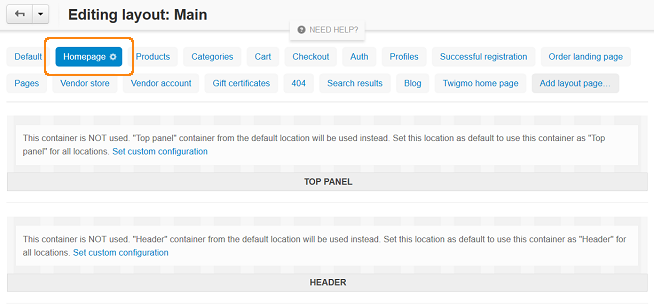 Editing layout: Main
NEED HELP?
Default Homepage Products Categories Cart Checkout Auth Profiles Successful registration Order landing page
Pages Vendor store Vendor account Gift certificates 404 Search results Blog Twigmo home page Add layout page...
This container is NOT used. "Top panel" container from the default location will be used instead. Set this location as default to use this container as "Top
panel" for all locations. Set custom configuration
TOP PANEL
This container is NOT used. "Header" container from the default location will be used instead. Set this location as default to use this container as "Header" for
all locations. Set custom configuration
HEADER